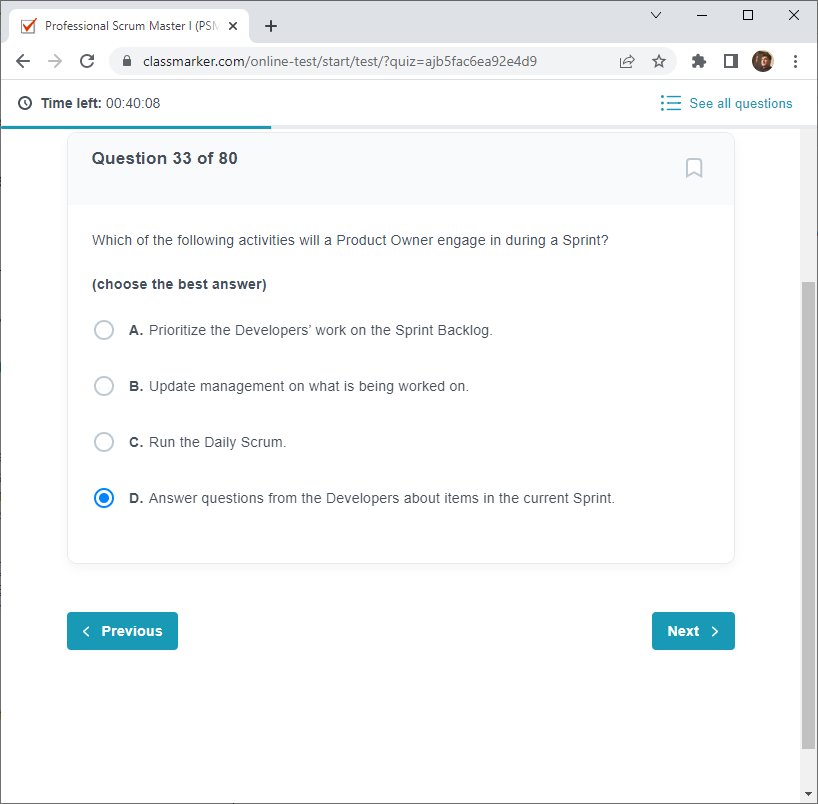 Professional Scrum Master I (PSM
classmarker.com/online-test/start/test/?quiz=ajb5fac6ea92e4d9
Time left: 00:40:08
See all questions
Question 33 of 80
Which of the following activities will a Product Owner engage in during a Sprint?
(choose the best answer)
A. Prioritize the Developers’ work on the Sprint Backlog.
B. Update management on what is being worked on.
C. Run the Daily Scrum.
D. Answer questions from the Developers about items in the current Sprint.
Previous
Next